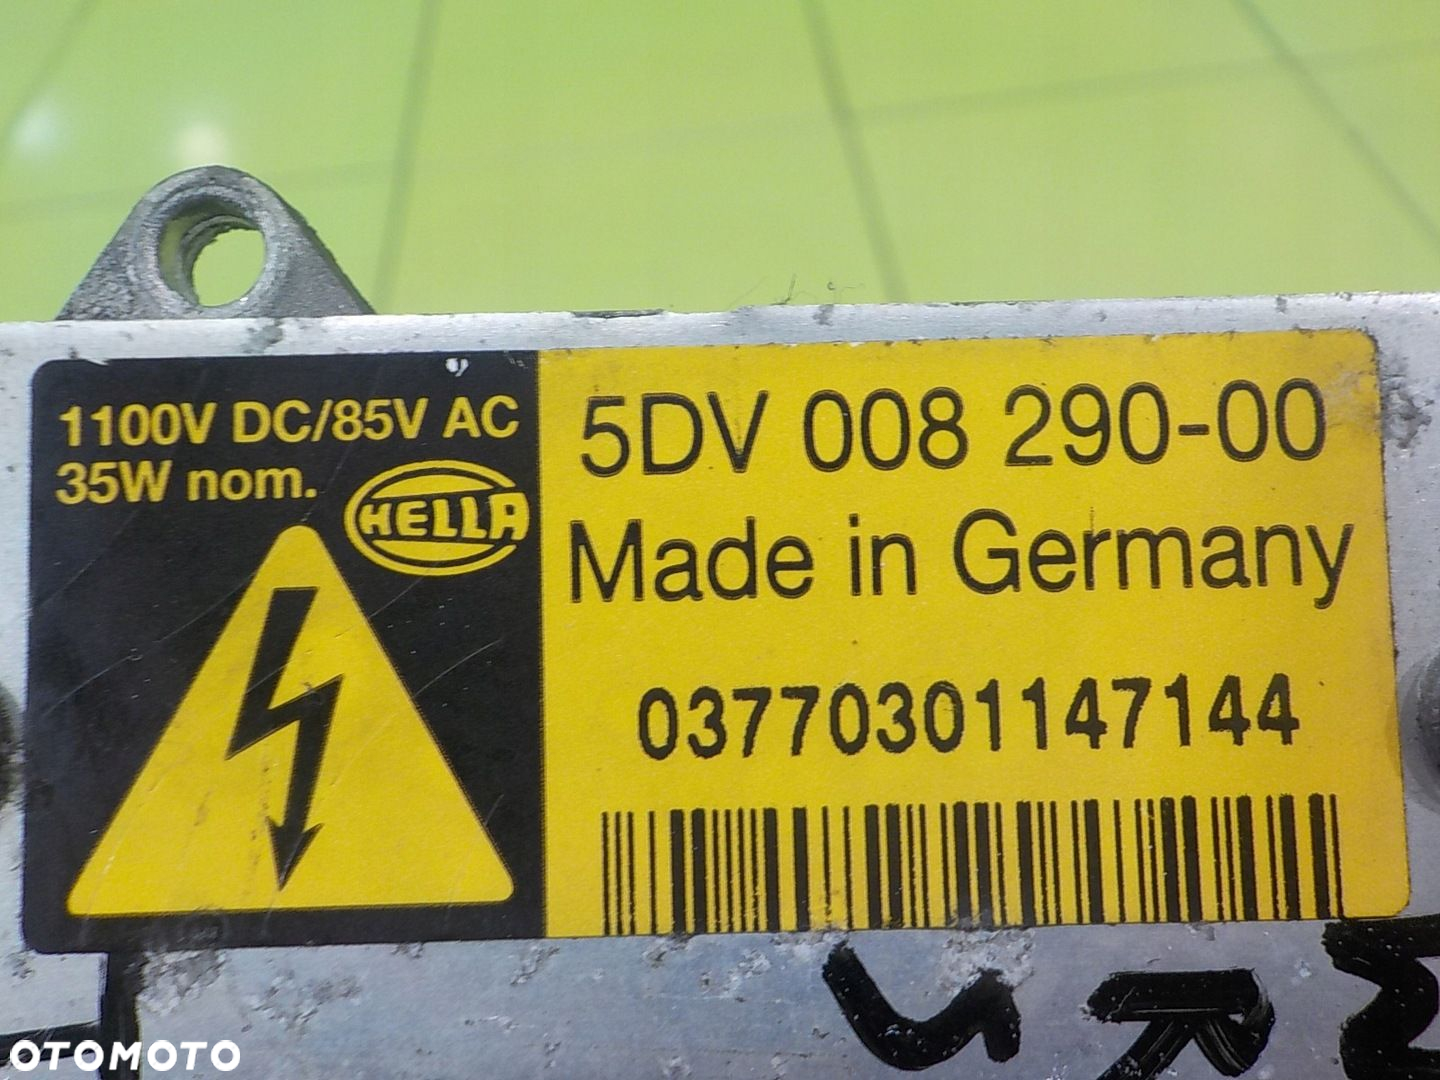 1100V DC/85V AC
35W nom.
HELLA
5DV 008 290-00
Made in Germany
03770301147144
OTOMOTO